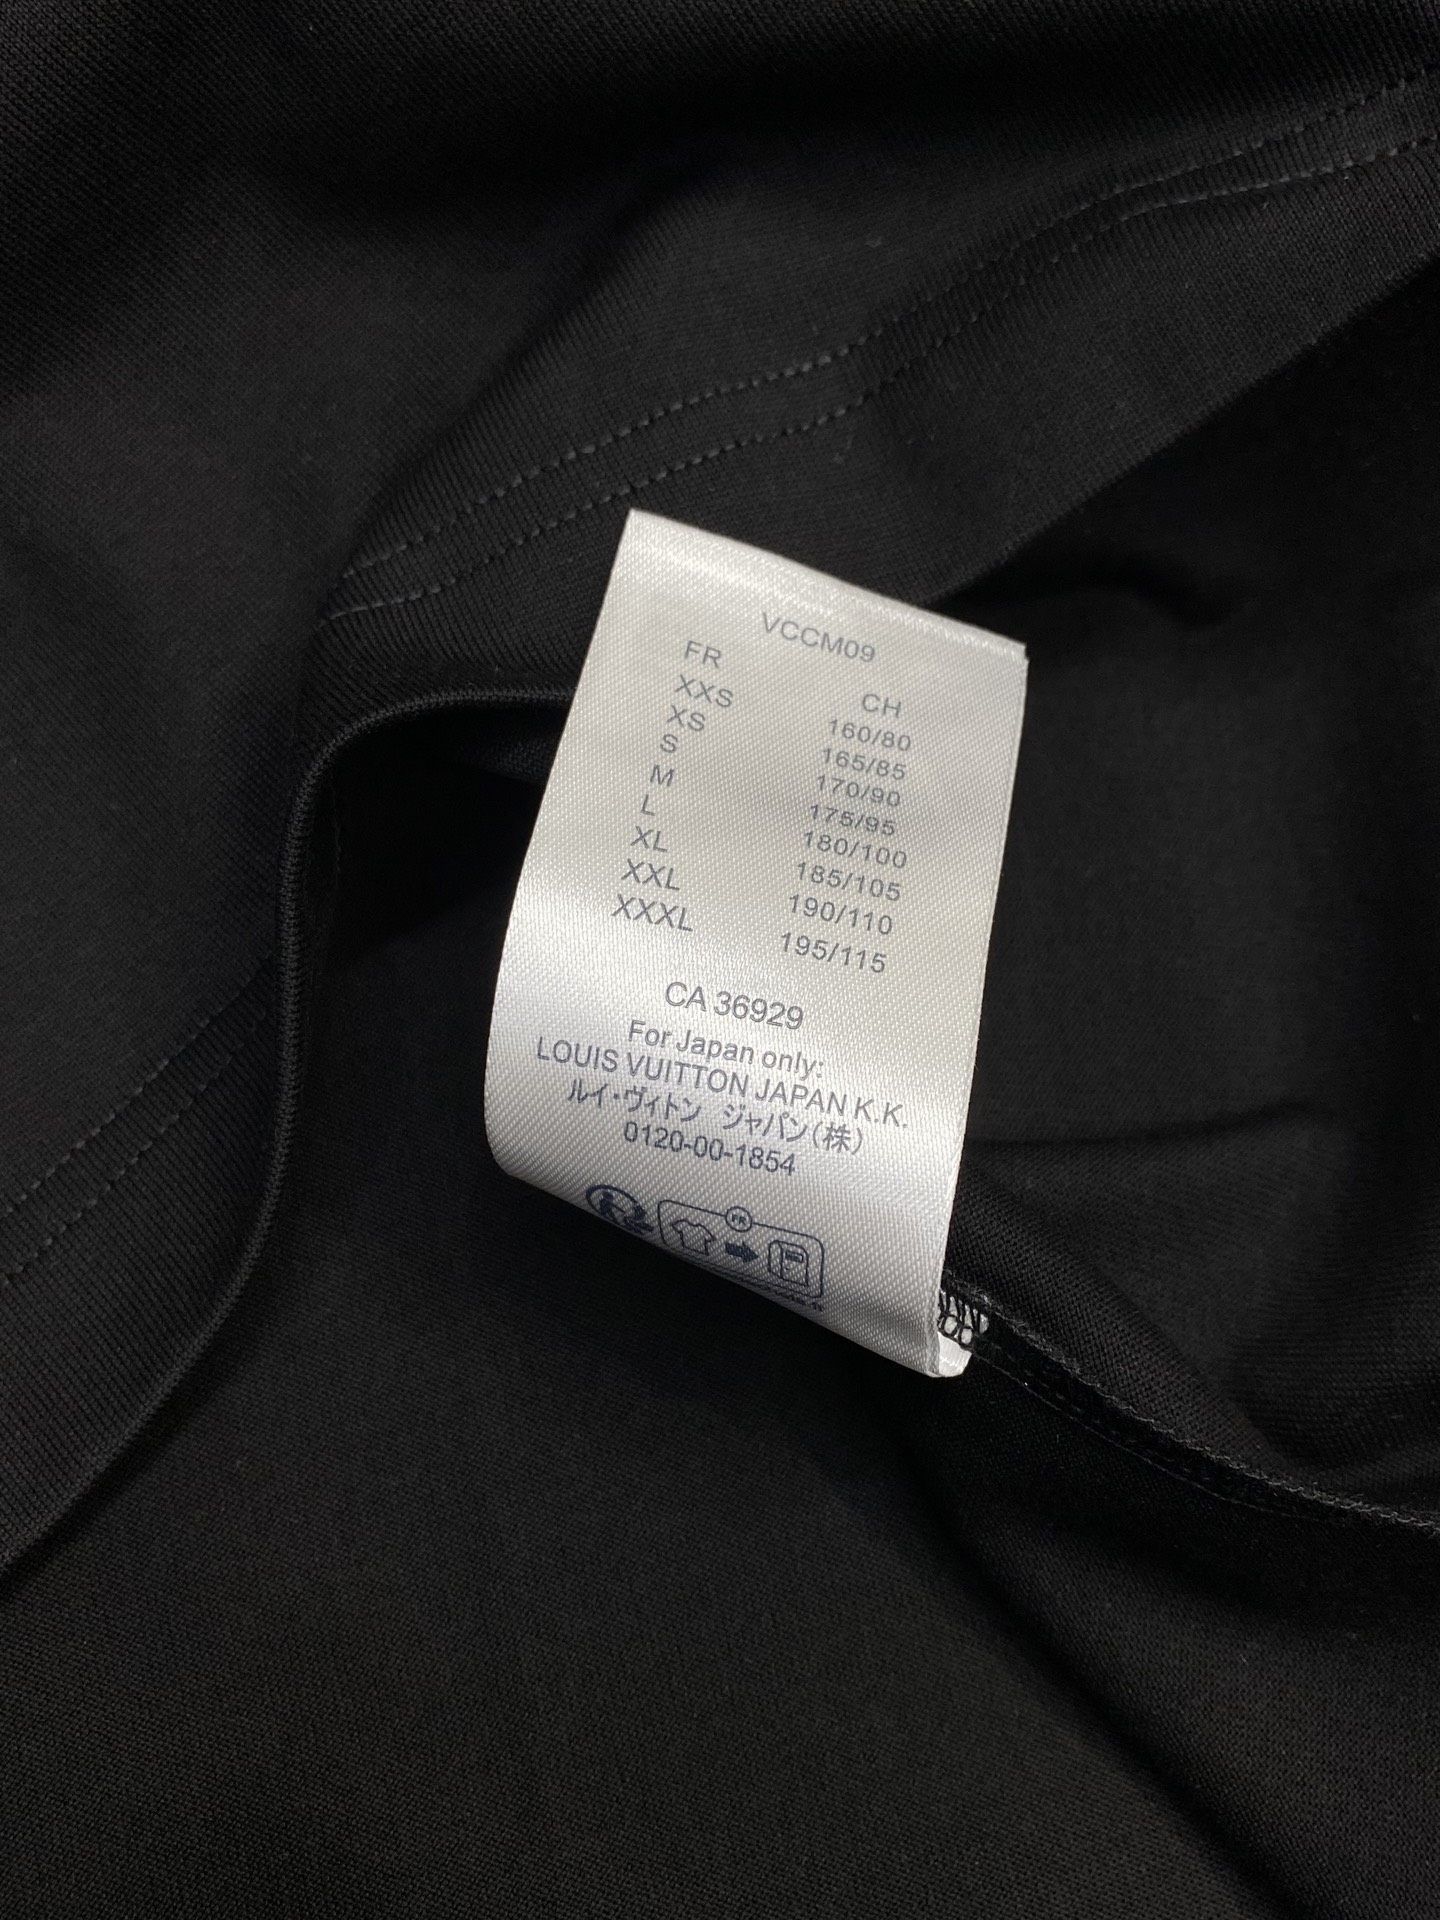 VCCM09
FR CH
XXS 160/80
XS 165/85
S 170/90
M 175/95
L 180/100
XL 185/105
XXL 190/110
XXXL 195/115
CA 36929
For Japan only:
LOUIS VUITTON JAPAN K.K.
ルイ・ヴィトン ジャパン(株)
0120-00-1854
FR